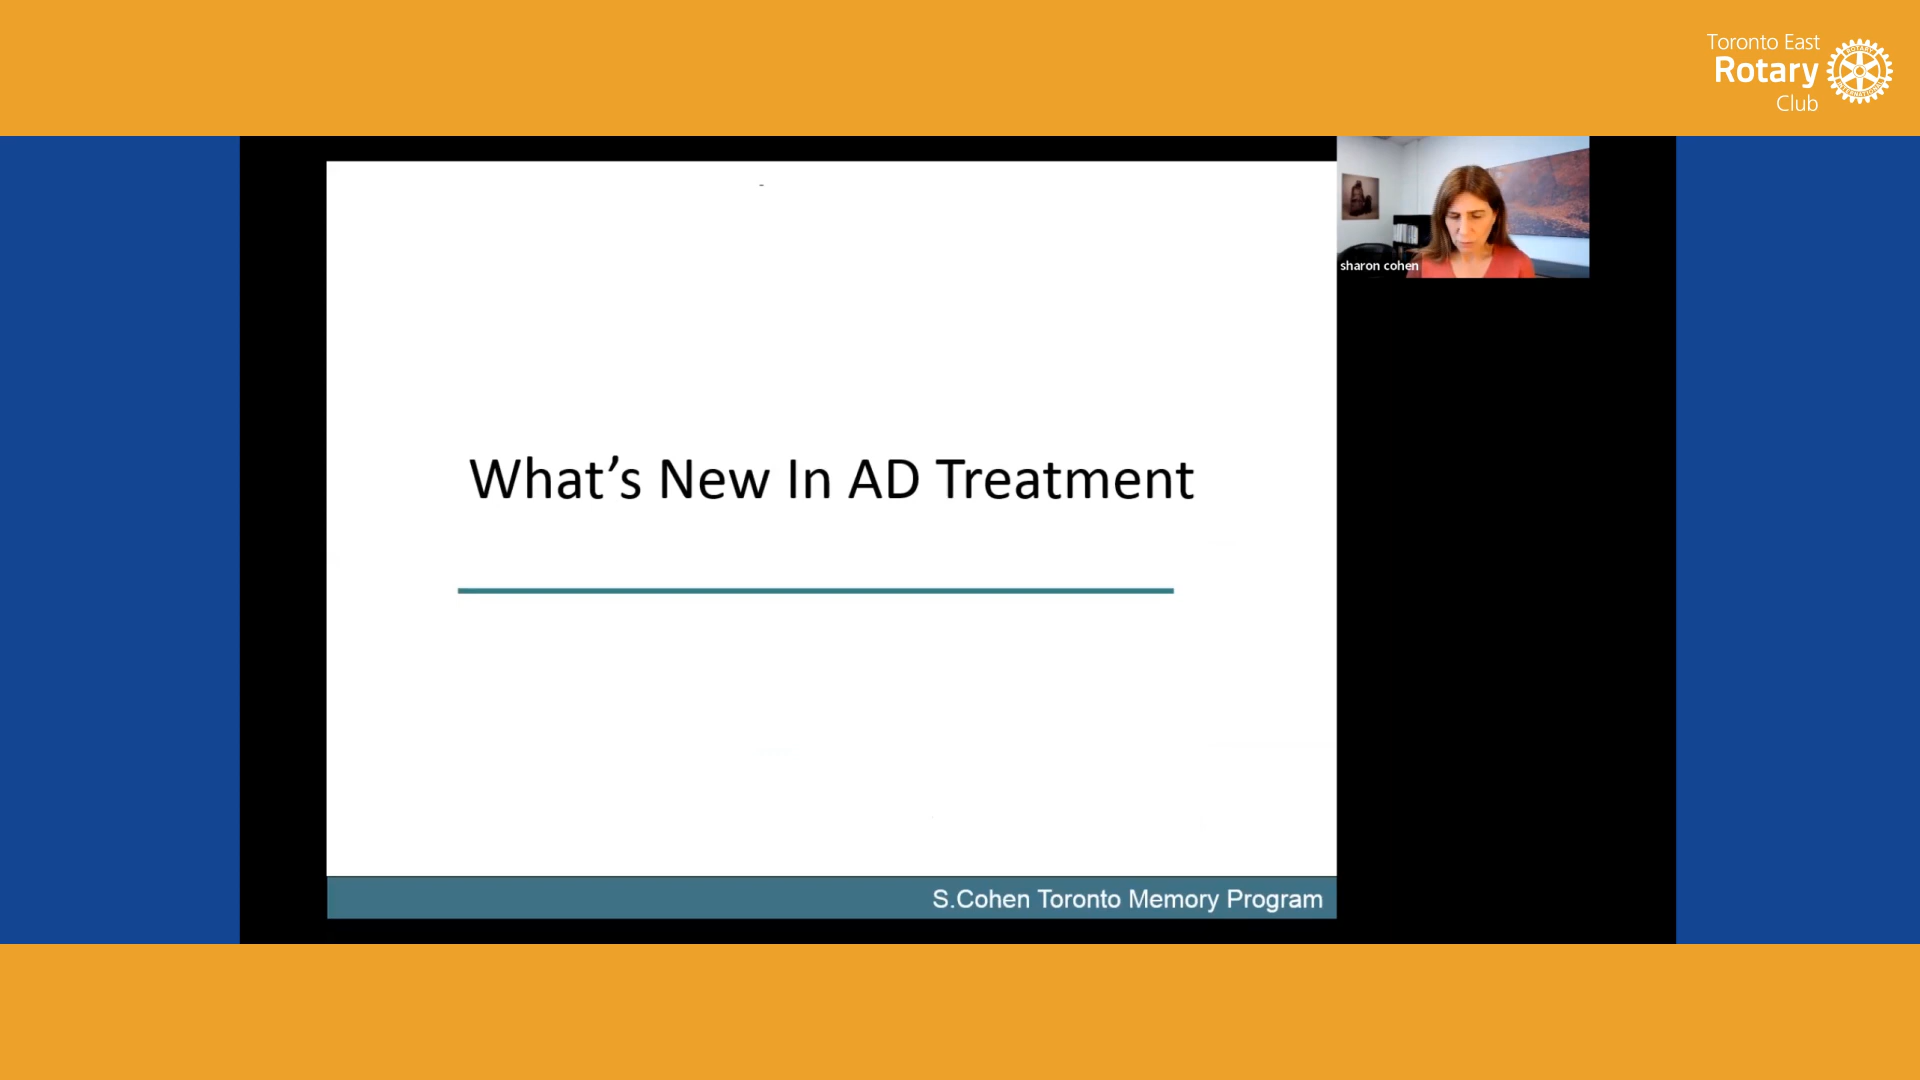 Toronto East
Rotary
Club
sharon cohen
What's New In AD Treatment
S.Cohen Toronto Memory Program